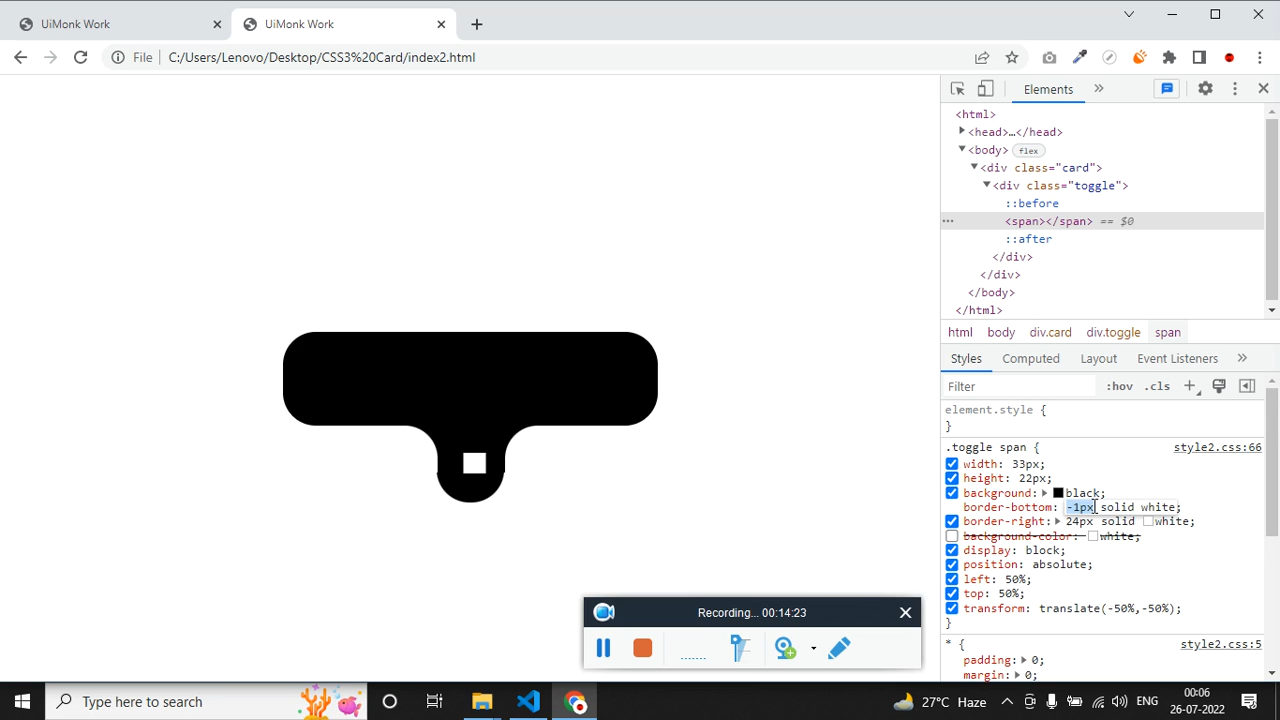 UiMonk Work
UiMonk Work
File C:/Users/Lenovo/Desktop/CSS3%20Card/index2.html
Elements
<html>
<head>…</head>
<body> flex
<div class="card">
<div class="toggle">
::before
<span></span> == $0
::after
</div>
</div>
</body>
</html>
html body div.card div.toggle span
Styles Computed Layout Event Listeners
Filter :hov .cls
element.style {
}
.toggle span { style2.css:66
width: 33px;
height: 22px;
background: black;
border-bottom: -1px solid white;
border-right: 24px solid white;
background-color: white;
display: block;
position: absolute;
left: 50%;
top: 50%;
transform: translate(-50%,-50%);
}
* { style2.css:5
padding: 0;
margin: 0;
Recording... 00:14:23
Type here to search
27°C Haze
ENG
00:06
26-07-2022